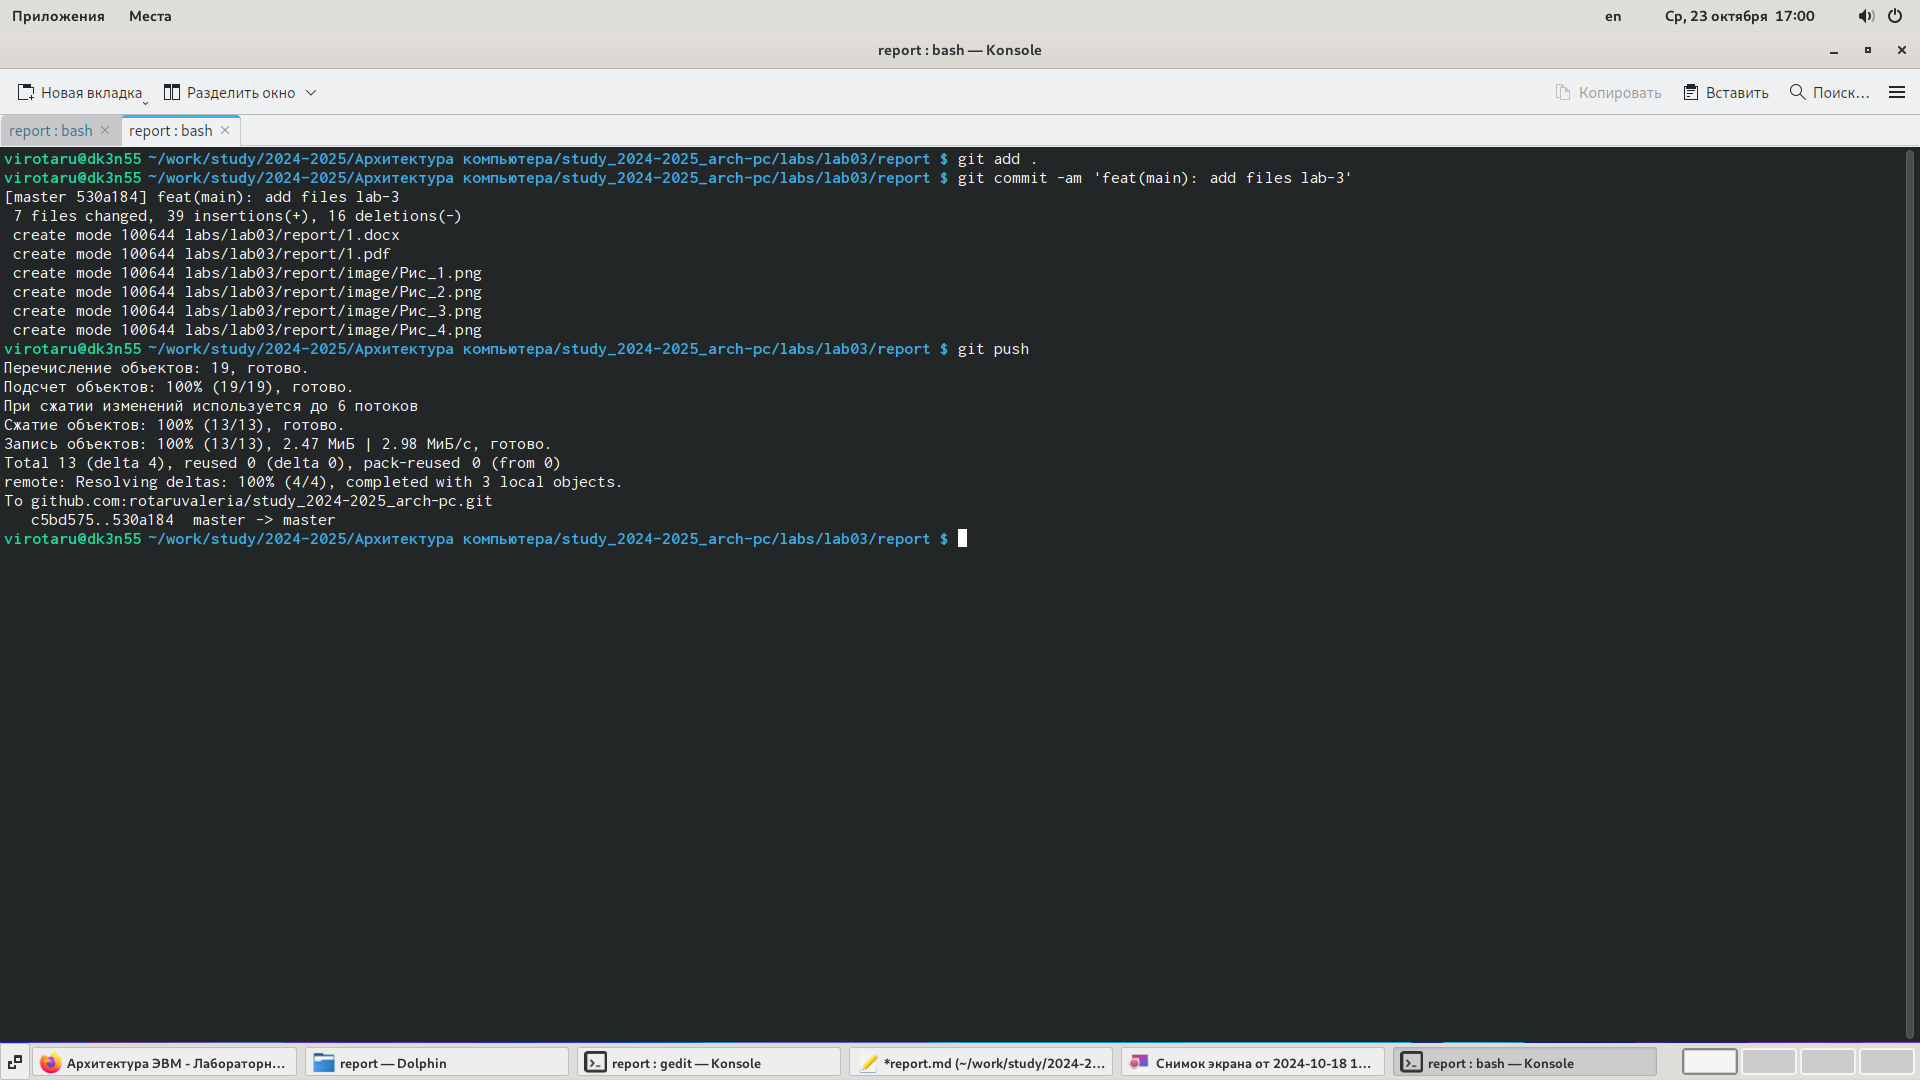 Приложения Места en Ср, 23 октября 17:00
report : bash — Konsole
Новая вкладка Разделить окно Копировать Вставить Поиск...
report : bash report : bash
virotaru@dk3n55 ~/work/study/2024-2025/Архитектура компьютера/study_2024-2025_arch-pc/labs/lab03/report $ git add .
virotaru@dk3n55 ~/work/study/2024-2025/Архитектура компьютера/study_2024-2025_arch-pc/labs/lab03/report $ git commit -am 'feat(main): add files lab-3'
[master 530a184] feat(main): add files lab-3
 7 files changed, 39 insertions(+), 16 deletions(-)
 create mode 100644 labs/lab03/report/1.docx
 create mode 100644 labs/lab03/report/1.pdf
 create mode 100644 labs/lab03/report/image/Рис_1.png
 create mode 100644 labs/lab03/report/image/Рис_2.png
 create mode 100644 labs/lab03/report/image/Рис_3.png
 create mode 100644 labs/lab03/report/image/Рис_4.png
virotaru@dk3n55 ~/work/study/2024-2025/Архитектура компьютера/study_2024-2025_arch-pc/labs/lab03/report $ git push
Перечисление объектов: 19, готово.
Подсчет объектов: 100% (19/19), готово.
При сжатии изменений используется до 6 потоков
Сжатие объектов: 100% (13/13), готово.
Запись объектов: 100% (13/13), 2.47 МиБ | 2.98 МиБ/с, готово.
Total 13 (delta 4), reused 0 (delta 0), pack-reused 0 (from 0)
remote: Resolving deltas: 100% (4/4), completed with 3 local objects.
To github.com:rotaruvaleria/study_2024-2025_arch-pc.git
   c5bd575..530a184  master -> master
virotaru@dk3n55 ~/work/study/2024-2025/Архитектура компьютера/study_2024-2025_arch-pc/labs/lab03/report $
Архитектура ЭВМ - Лабораторн... report — Dolphin report : gedit — Konsole *report.md (~/work/study/2024-2... Снимок экрана от 2024-10-18 1... report : bash — Konsole